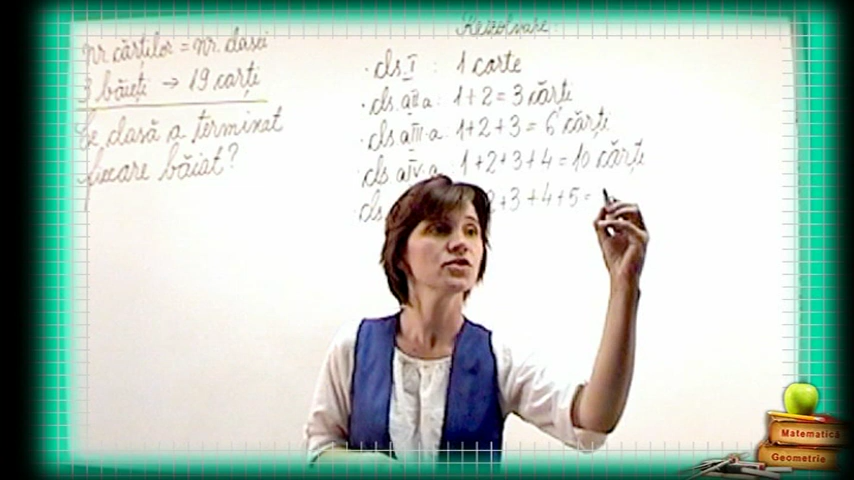 nr. cărților = nr. clasei
3 băieți → 19 cărți
Ce clasă a terminat
fiecare băiat?
Rezolvare:
· cls. I : 1 carte
· cls. a II a : 1 + 2 = 3 cărți
· cls. a III-a : 1 + 2 + 3 = 6 cărți
· cls. a IV-a : 1 + 2 + 3 + 4 = 10 cărți
· cls 2 + 3 + 4 + 5 =
Matematică
Geometrie